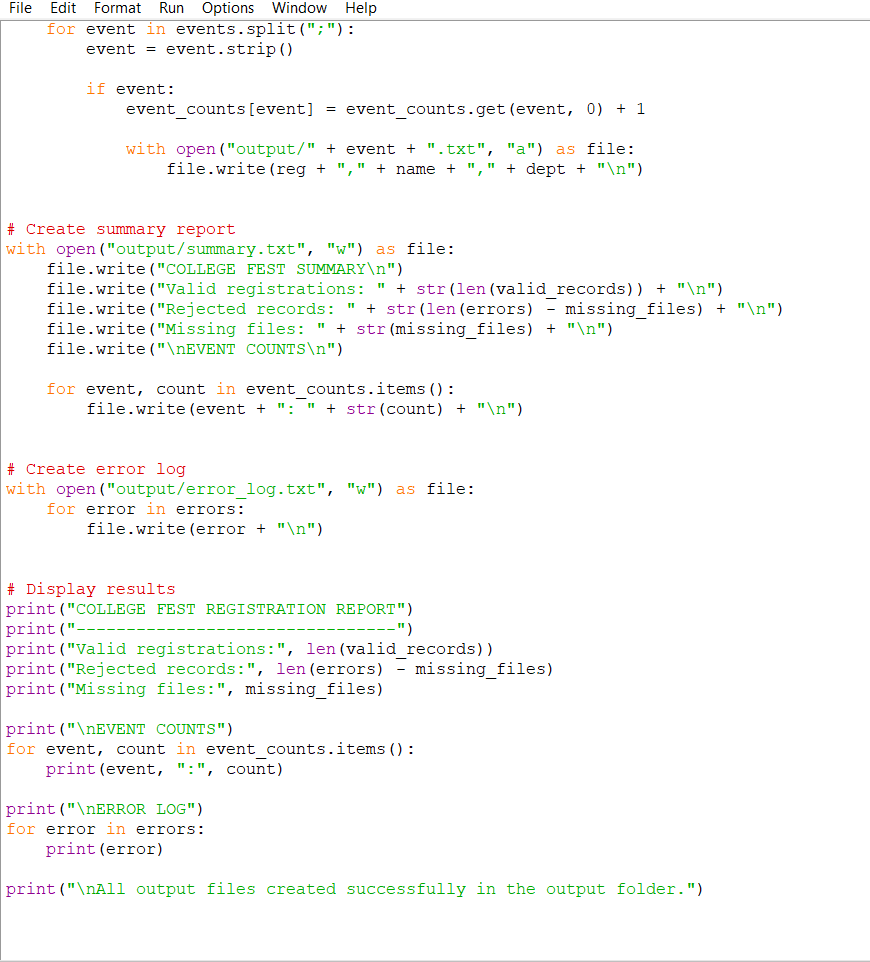 File Edit Format Run Options Window Help
    for event in events.split(";"):
        event = event.strip()

        if event:
            event_counts[event] = event_counts.get(event, 0) + 1

            with open("output/" + event + ".txt", "a") as file:
                file.write(reg + "," + name + "," + dept + "\n")


# Create summary report
with open("output/summary.txt", "w") as file:
    file.write("COLLEGE FEST SUMMARY\n")
    file.write("Valid registrations: " + str(len(valid_records)) + "\n")
    file.write("Rejected records: " + str(len(errors) - missing_files) + "\n")
    file.write("Missing files: " + str(missing_files) + "\n")
    file.write("\nEVENT COUNTS\n")

    for event, count in event_counts.items():
        file.write(event + ": " + str(count) + "\n")


# Create error log
with open("output/error_log.txt", "w") as file:
    for error in errors:
        file.write(error + "\n")


# Display results
print("COLLEGE FEST REGISTRATION REPORT")
print("--------------------------------")
print("Valid registrations:", len(valid_records))
print("Rejected records:", len(errors) - missing_files)
print("Missing files:", missing_files)

print("\nEVENT COUNTS")
for event, count in event_counts.items():
    print(event, ":", count)

print("\nERROR LOG")
for error in errors:
    print(error)

print("\nAll output files created successfully in the output folder.")